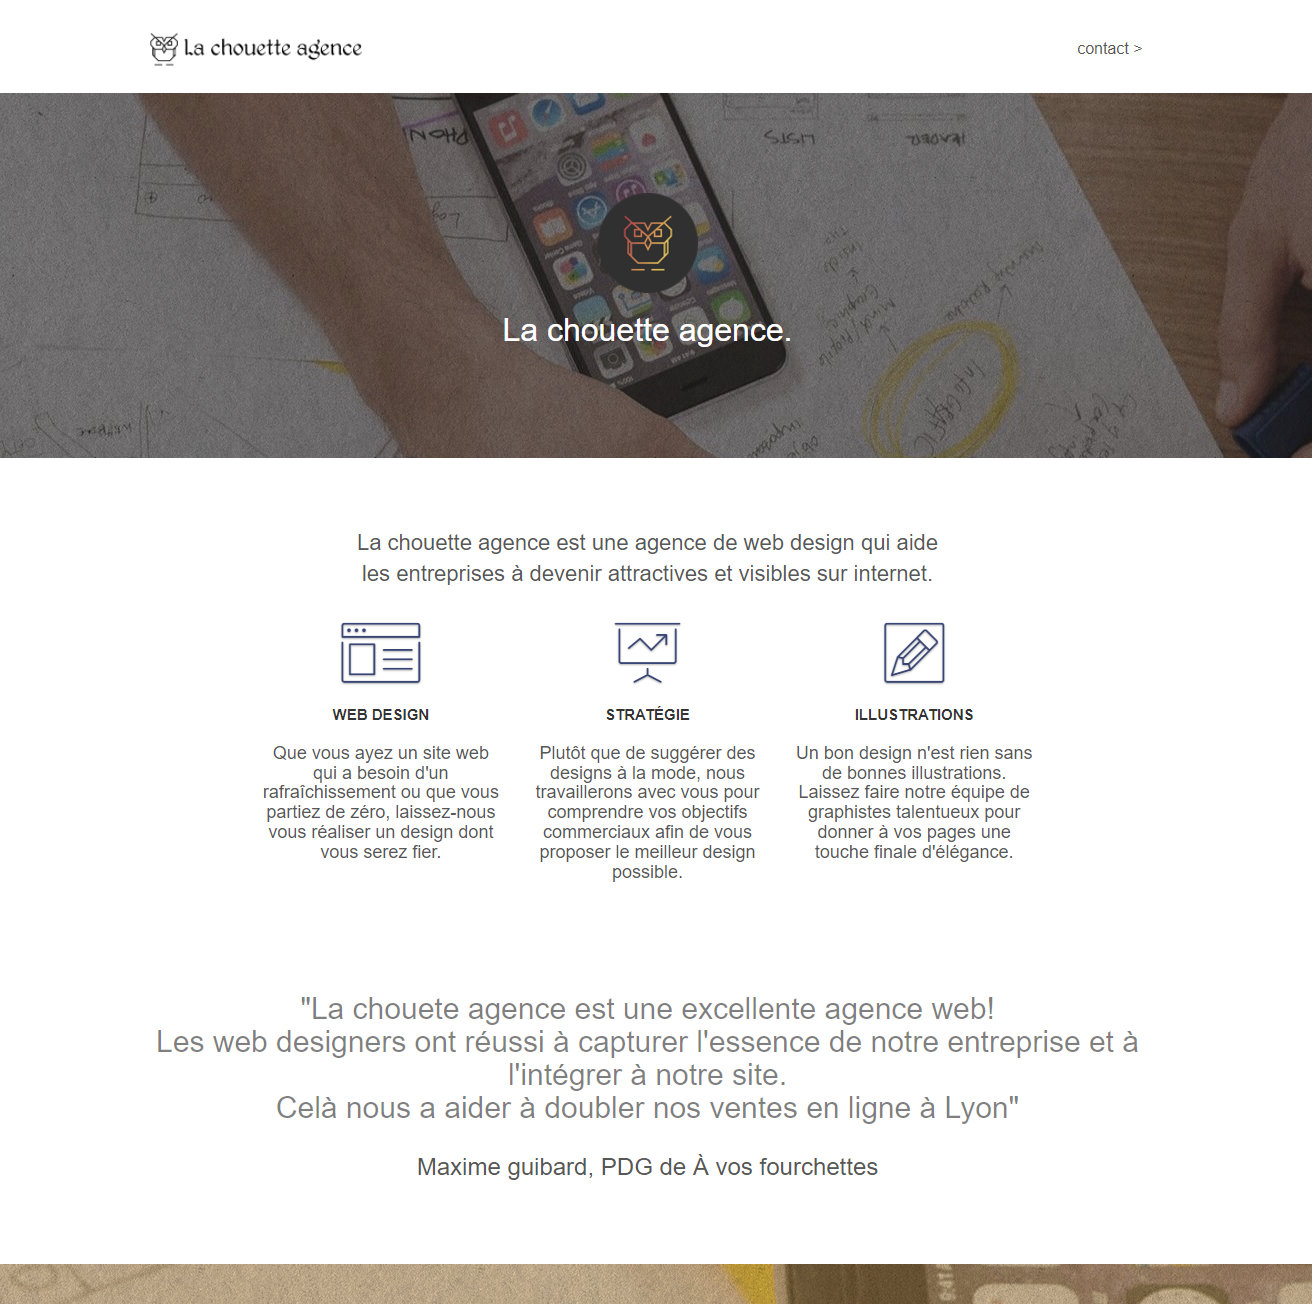 La chouette agence
contact >
PHON
LISTS
HEADER
La chouette agence.
La chouette agence est une agence de web design qui aide
les entreprises à devenir attractives et visibles sur internet.
WEB DESIGN
STRATÉGIE
ILLUSTRATIONS
Que vous ayez un site web
qui a besoin d'un
rafraîchissement ou que vous
partiez de zéro, laissez-nous
vous réaliser un design dont
vous serez fier.
Plutôt que de suggérer des
designs à la mode, nous
travaillerons avec vous pour
comprendre vos objectifs
commerciaux afin de vous
proposer le meilleur design
possible.
Un bon design n'est rien sans
de bonnes illustrations.
Laissez faire notre équipe de
graphistes talentueux pour
donner à vos pages une
touche finale d'élégance.
"La chouete agence est une excellente agence web!
Les web designers ont réussi à capturer l'essence de notre entreprise et à
l'intégrer à notre site.
Celà nous a aider à doubler nos ventes en ligne à Lyon"
Maxime guibard, PDG de À vos fourchettes
9:41 AM